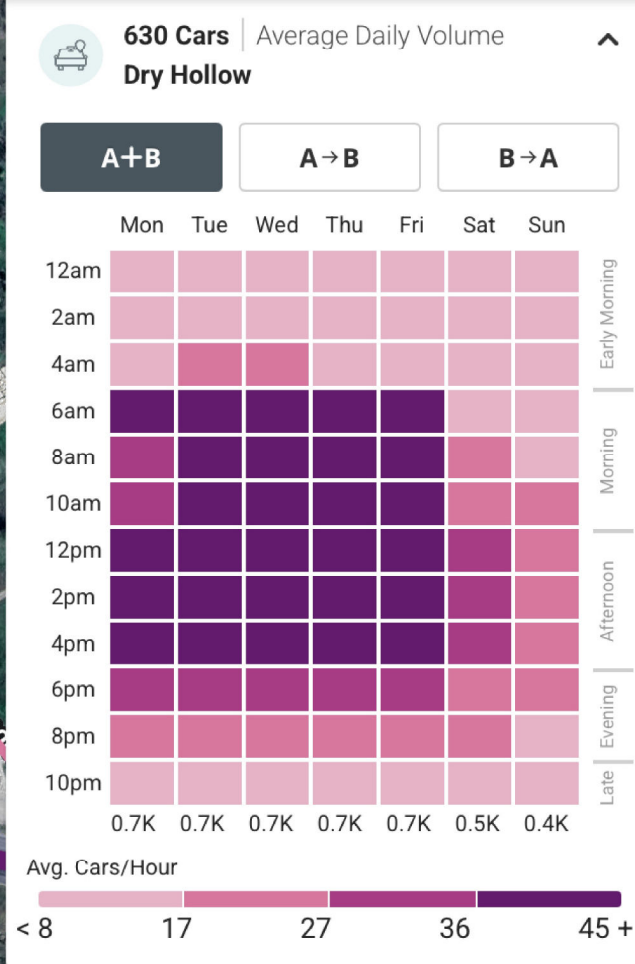 630 Cars | Average Daily Volume
Dry Hollow
A+B
A→B
B→A
Mon Tue Wed Thu Fri Sat Sun
12am
2am
4am
Early Morning
6am
8am
10am
Morning
12pm
2pm
4pm
Afternoon
6pm
8pm
Evening
10pm
Late
0.7K 0.7K 0.7K 0.7K 0.7K 0.5K 0.4K
Avg. Cars/Hour
< 8 17 27 36 45 +